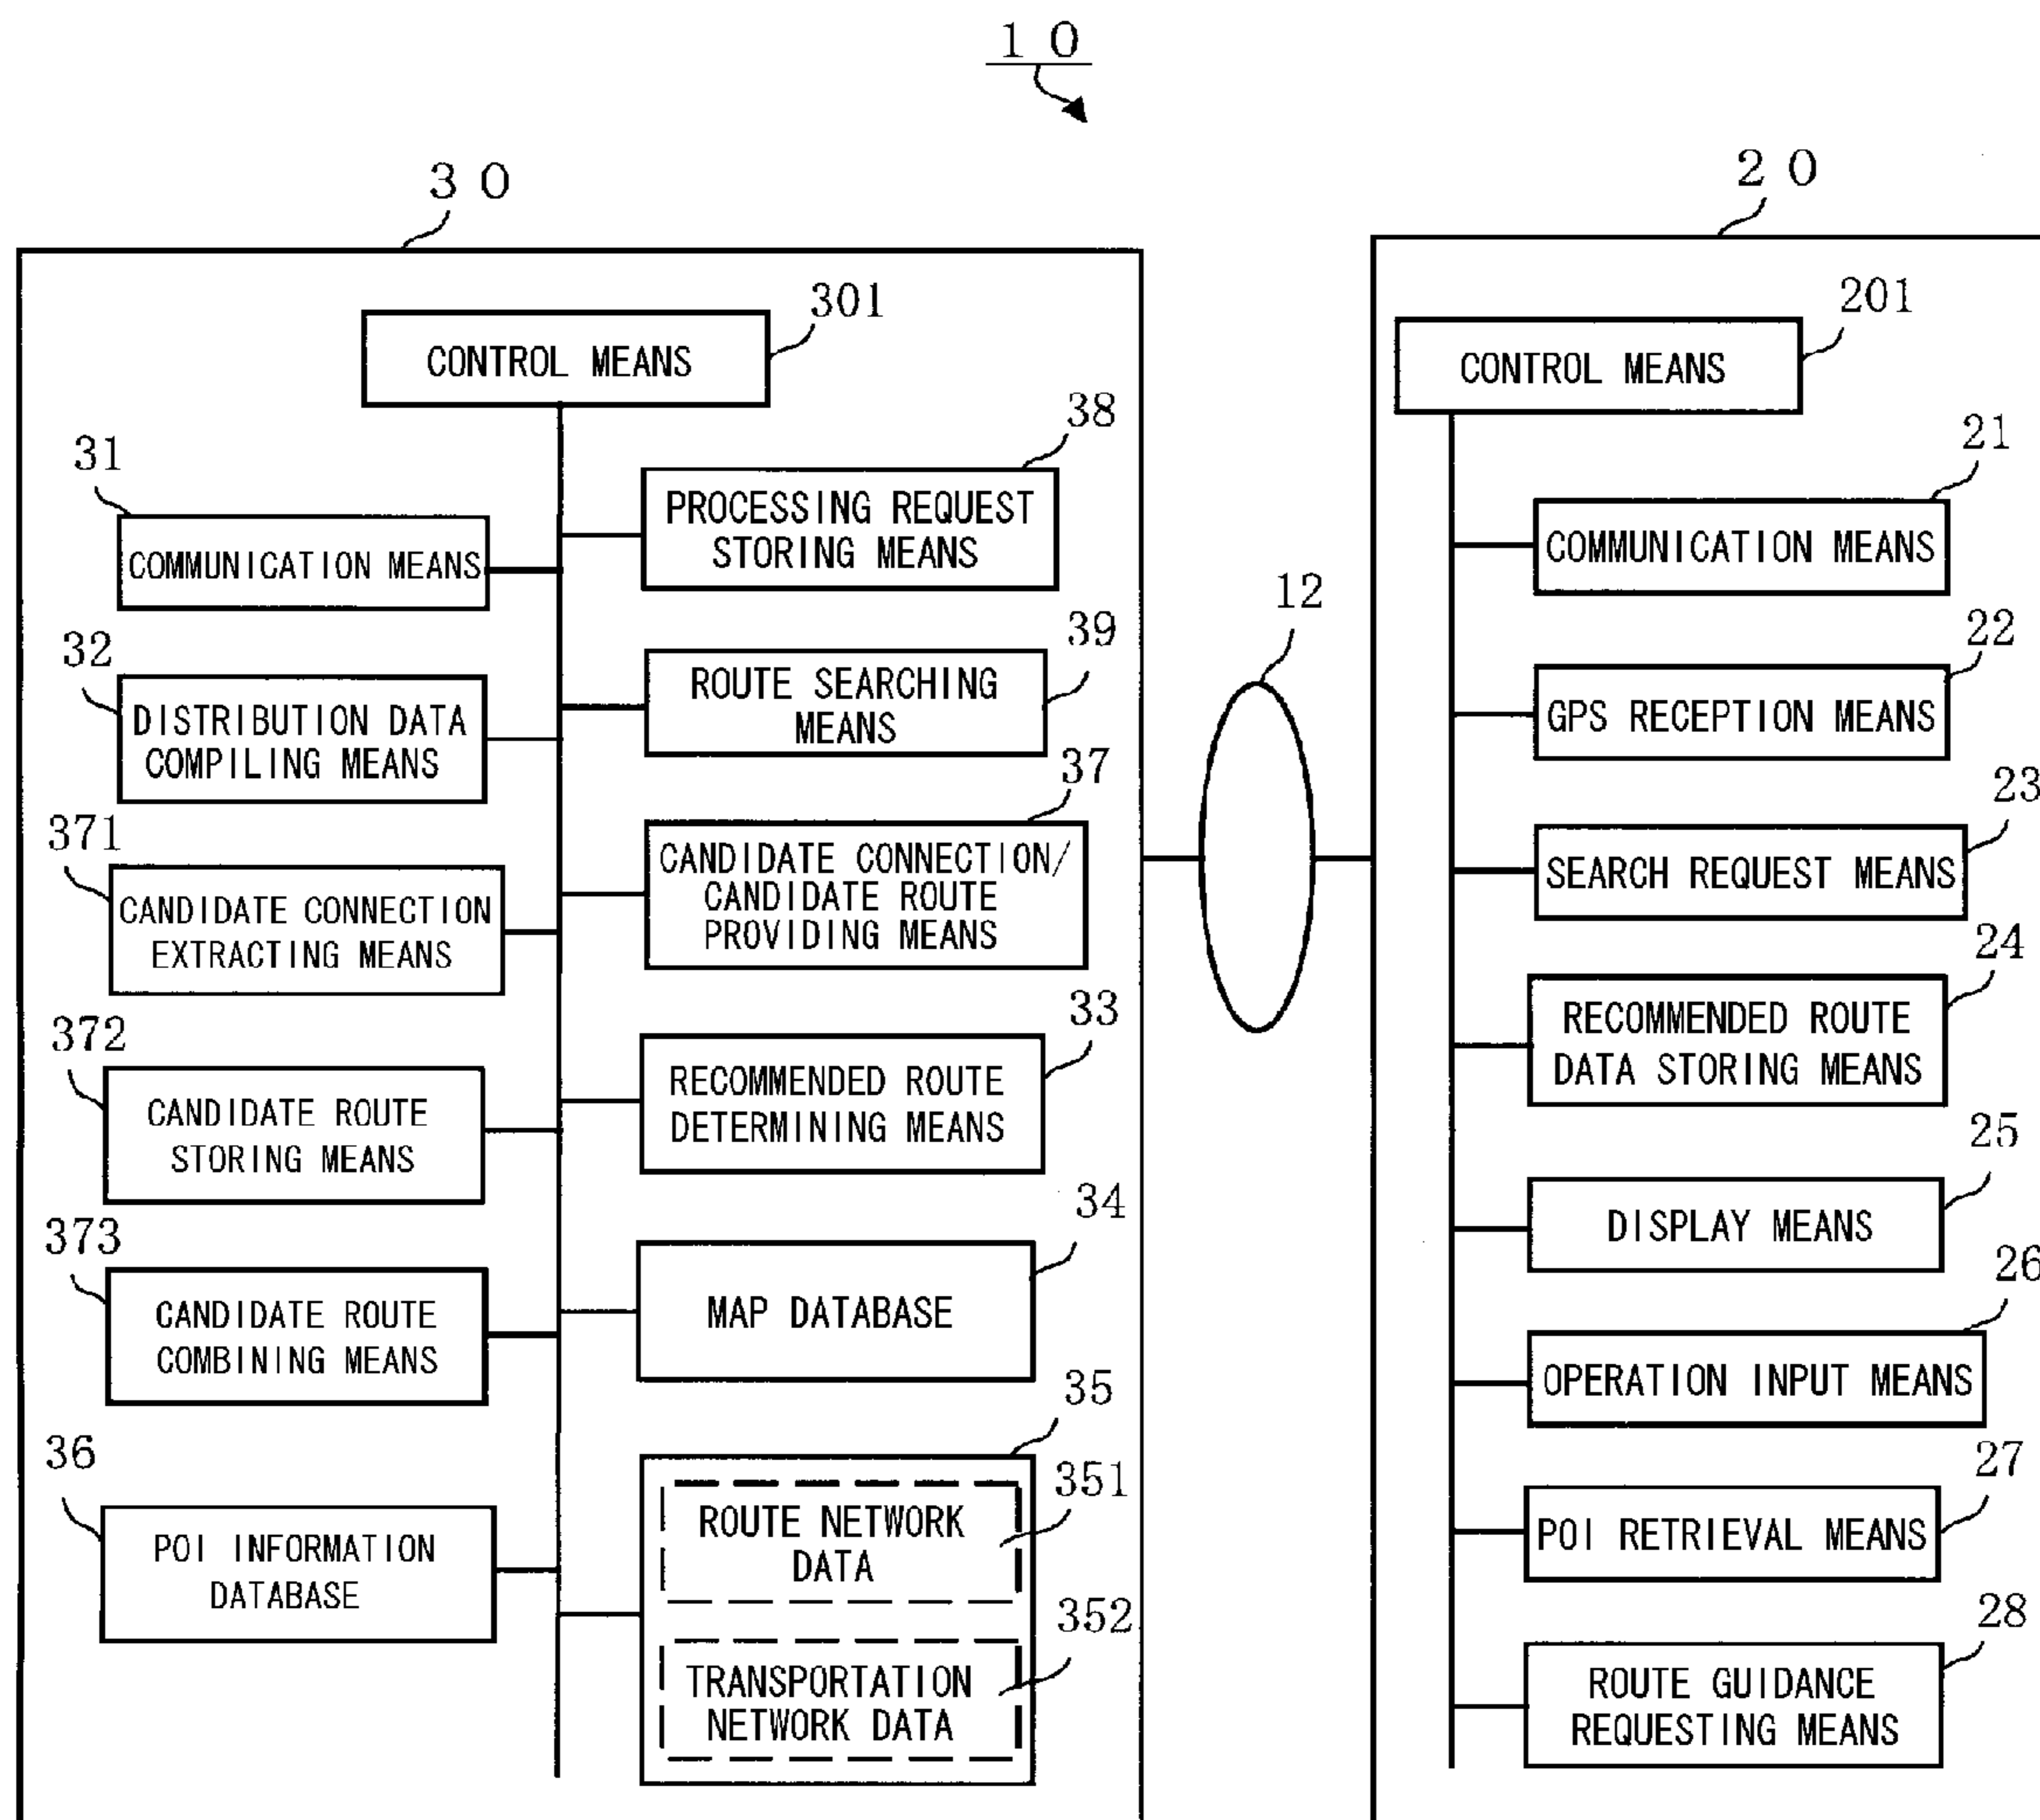 10
30
20
301
CONTROL MEANS
201
CONTROL MEANS
31
COMMUNICATION MEANS
38
PROCESSING REQUEST
STORING MEANS
32
DISTRIBUTION DATA
COMPILING MEANS
39
ROUTE SEARCHING
MEANS
371
CANDIDATE CONNECTION
EXTRACTING MEANS
37
CANDIDATE CONNECTION/
CANDIDATE ROUTE
PROVIDING MEANS
372
CANDIDATE ROUTE
STORING MEANS
33
RECOMMENDED ROUTE
DETERMINING MEANS
373
CANDIDATE ROUTE
COMBINING MEANS
34
MAP DATABASE
36
POI INFORMATION
DATABASE
35
351
ROUTE NETWORK
DATA
352
TRANSPORTATION
NETWORK DATA
12
21
COMMUNICATION MEANS
22
GPS RECEPTION MEANS
23
SEARCH REQUEST MEANS
24
RECOMMENDED ROUTE
DATA STORING MEANS
25
DISPLAY MEANS
26
OPERATION INPUT MEANS
27
POI RETRIEVAL MEANS
28
ROUTE GUIDANCE
REQUESTING MEANS